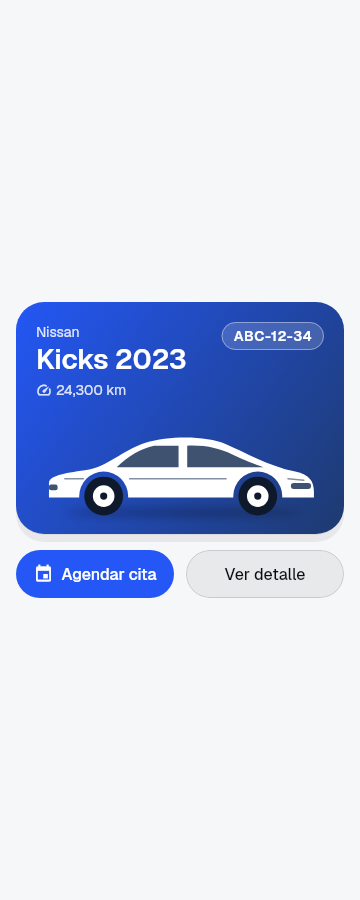 Nissan
ABC-12-34
Kicks 2023
24,300 km
Agendar cita
Ver detalle